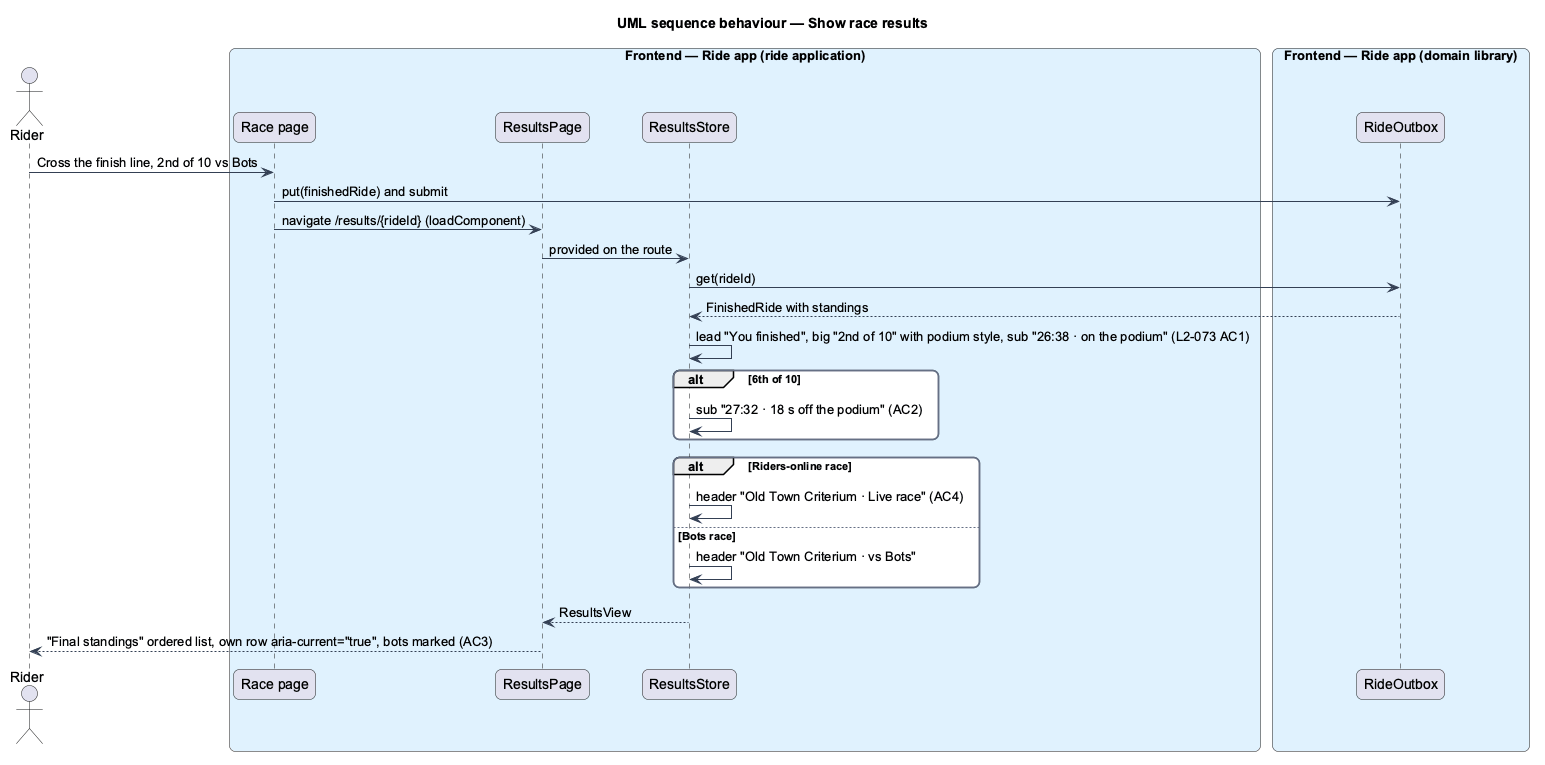 UML sequence behaviour — Show race results
Frontend — Ride app (ride application)
Frontend — Ride app (domain library)
Rider
Race page
ResultsPage
ResultsStore
RideOutbox
Cross the finish line, 2nd of 10 vs Bots
put(finishedRide) and submit
navigate /results/{rideId} (loadComponent)
provided on the route
get(rideId)
FinishedRide with standings
lead "You finished", big "2nd of 10" with podium style, sub "26:38 · on the podium" (L2-073 AC1)
alt [6th of 10]
sub "27:32 · 18 s off the podium" (AC2)
alt [Riders-online race]
header "Old Town Criterium · Live race" (AC4)
[Bots race]
header "Old Town Criterium · vs Bots"
ResultsView
"Final standings" ordered list, own row aria-current="true", bots marked (AC3)
Rider
Race page
ResultsPage
ResultsStore
RideOutbox